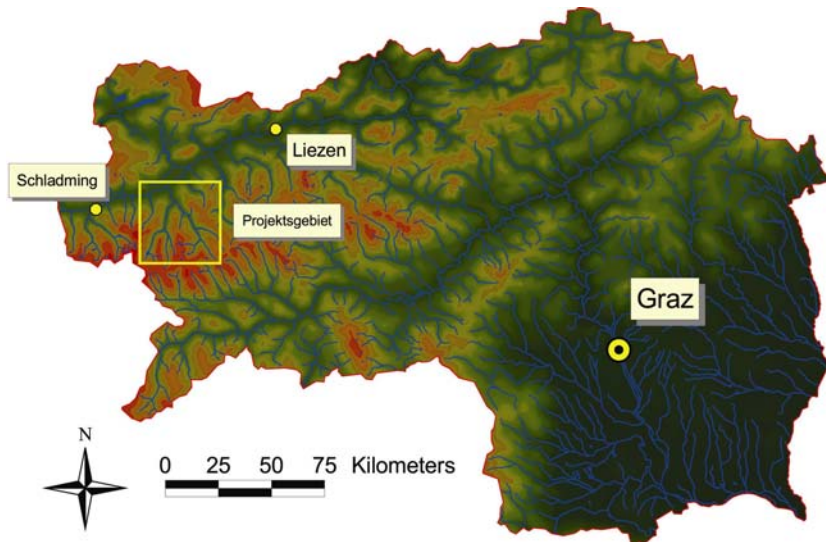 Liezen
Schladming
Projektsgebiet
Graz
N
0 25 50 75 Kilometers